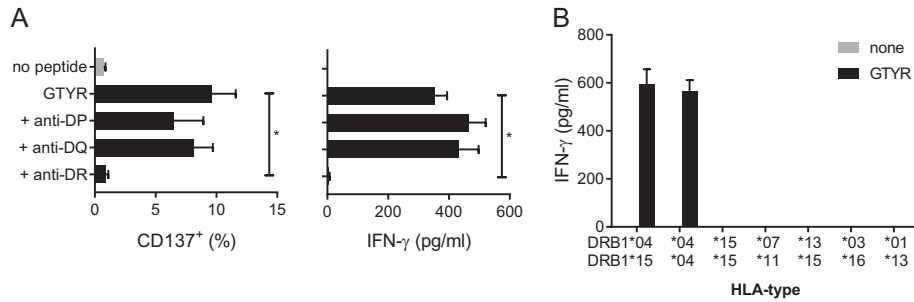 A
no peptide
GTYR
+ anti-DP
+ anti-DQ
+ anti-DR
*
0 5 10 15
CD137+ (%)
*
0 200 400 600
IFN-γ (pg/ml)
B
800
600
400
200
0
IFN-γ (pg/ml)
none
GTYR
DRB1*04 *04 *15 *07 *13 *03 *01
DRB1*15 *04 *15 *11 *15 *16 *13
HLA-type